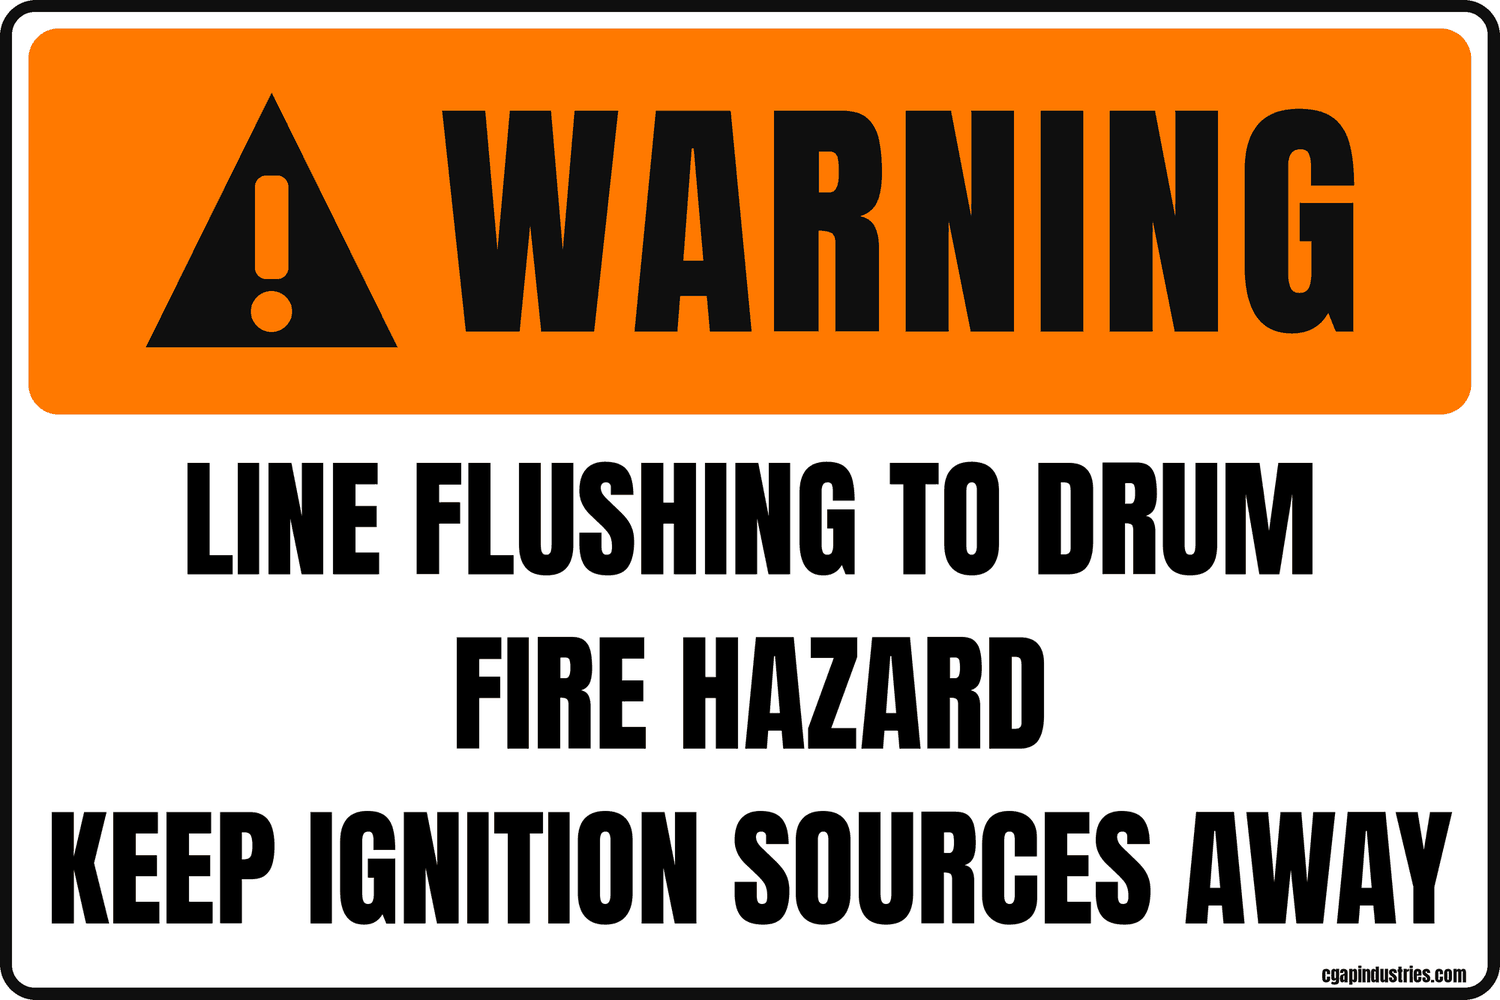 WARNING
LINE FLUSHING TO DRUM
FIRE HAZARD
KEEP IGNITION SOURCES AWAY
cgapindustries.com